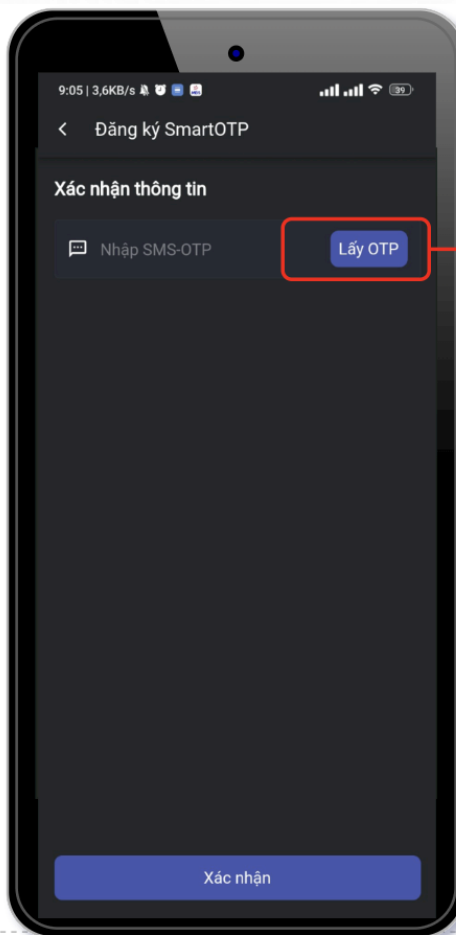 9:05 | 3,6KB/s
39
Đăng ký SmartOTP
Xác nhận thông tin
Nhập SMS-OTP
Lấy OTP
Xác nhận